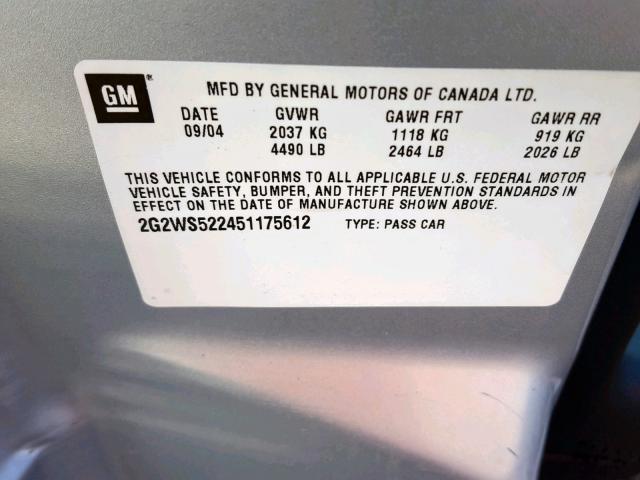 GM
MFD BY GENERAL MOTORS OF CANADA LTD.
DATE GVWR GAWR FRT GAWR RR
09/04 2037 KG 1118 KG 919 KG
4490 LB 2464 LB 2026 LB
THIS VEHICLE CONFORMS TO ALL APPLICABLE U.S. FEDERAL MOTOR
VEHICLE SAFETY, BUMPER, AND THEFT PREVENTION STANDARDS IN
EFFECT ON THE DATE OF MANUFACTURE SHOWN ABOVE.
2G2WS522451175612 TYPE: PASS CAR